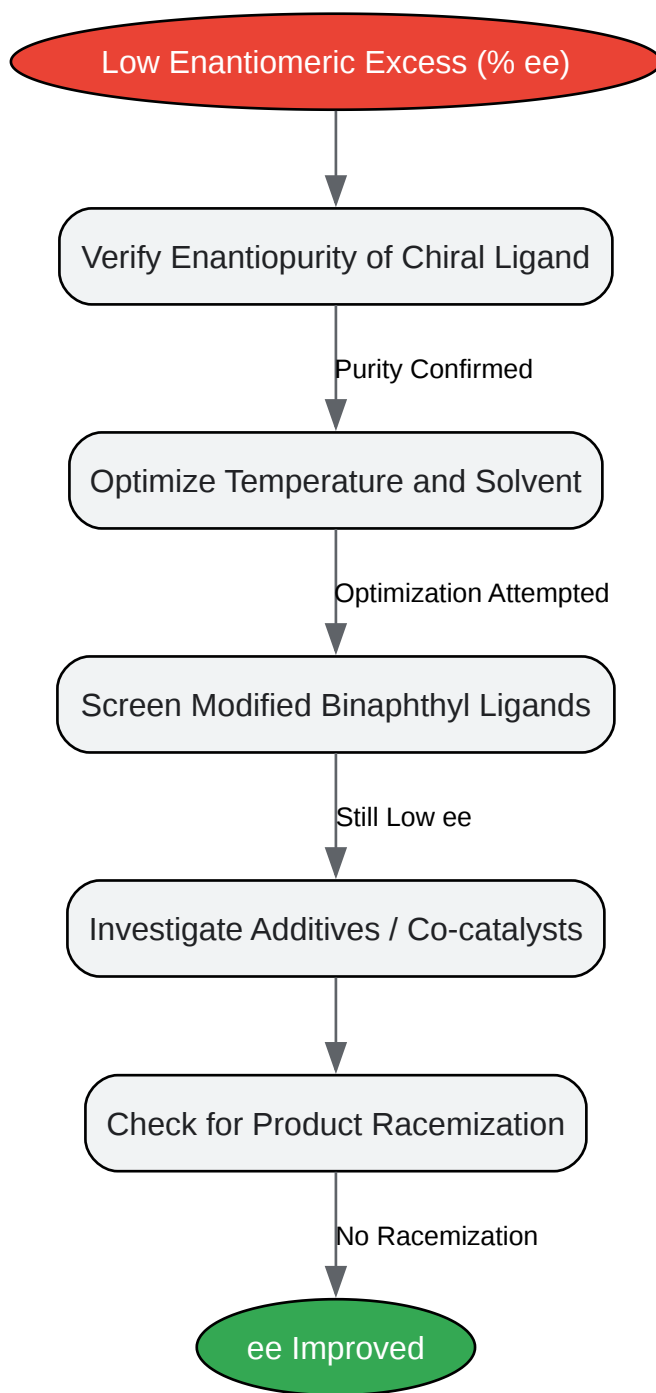 Low Enantiomeric Excess (% ee)
Verify Enantiopurity of Chiral Ligand
Purity Confirmed
Optimize Temperature and Solvent
Optimization Attempted
Screen Modified Binaphthyl Ligands
Still Low ee
Investigate Additives / Co-catalysts
Check for Product Racemization
No Racemization
ee Improved